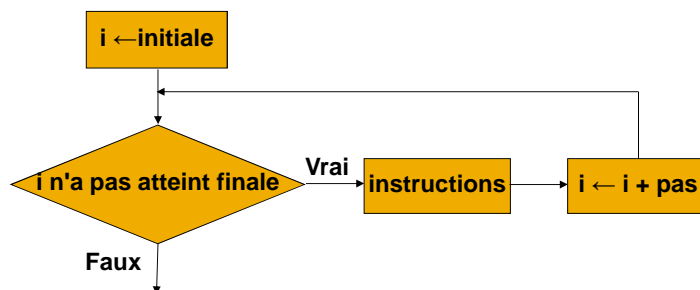 i ←initiale
i n'a pas atteint finale
Vrai
instructions
i ← i + pas
Faux